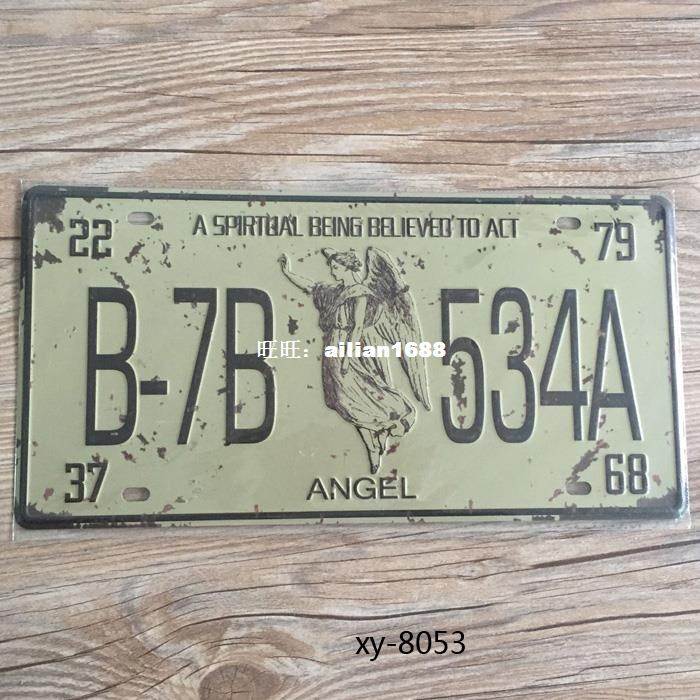 A SPIRTUAL BEING BELIEVED TO ACT
22 79
B-7B 534A
旺旺：ailian1688
37 68
ANGEL
xy-8053